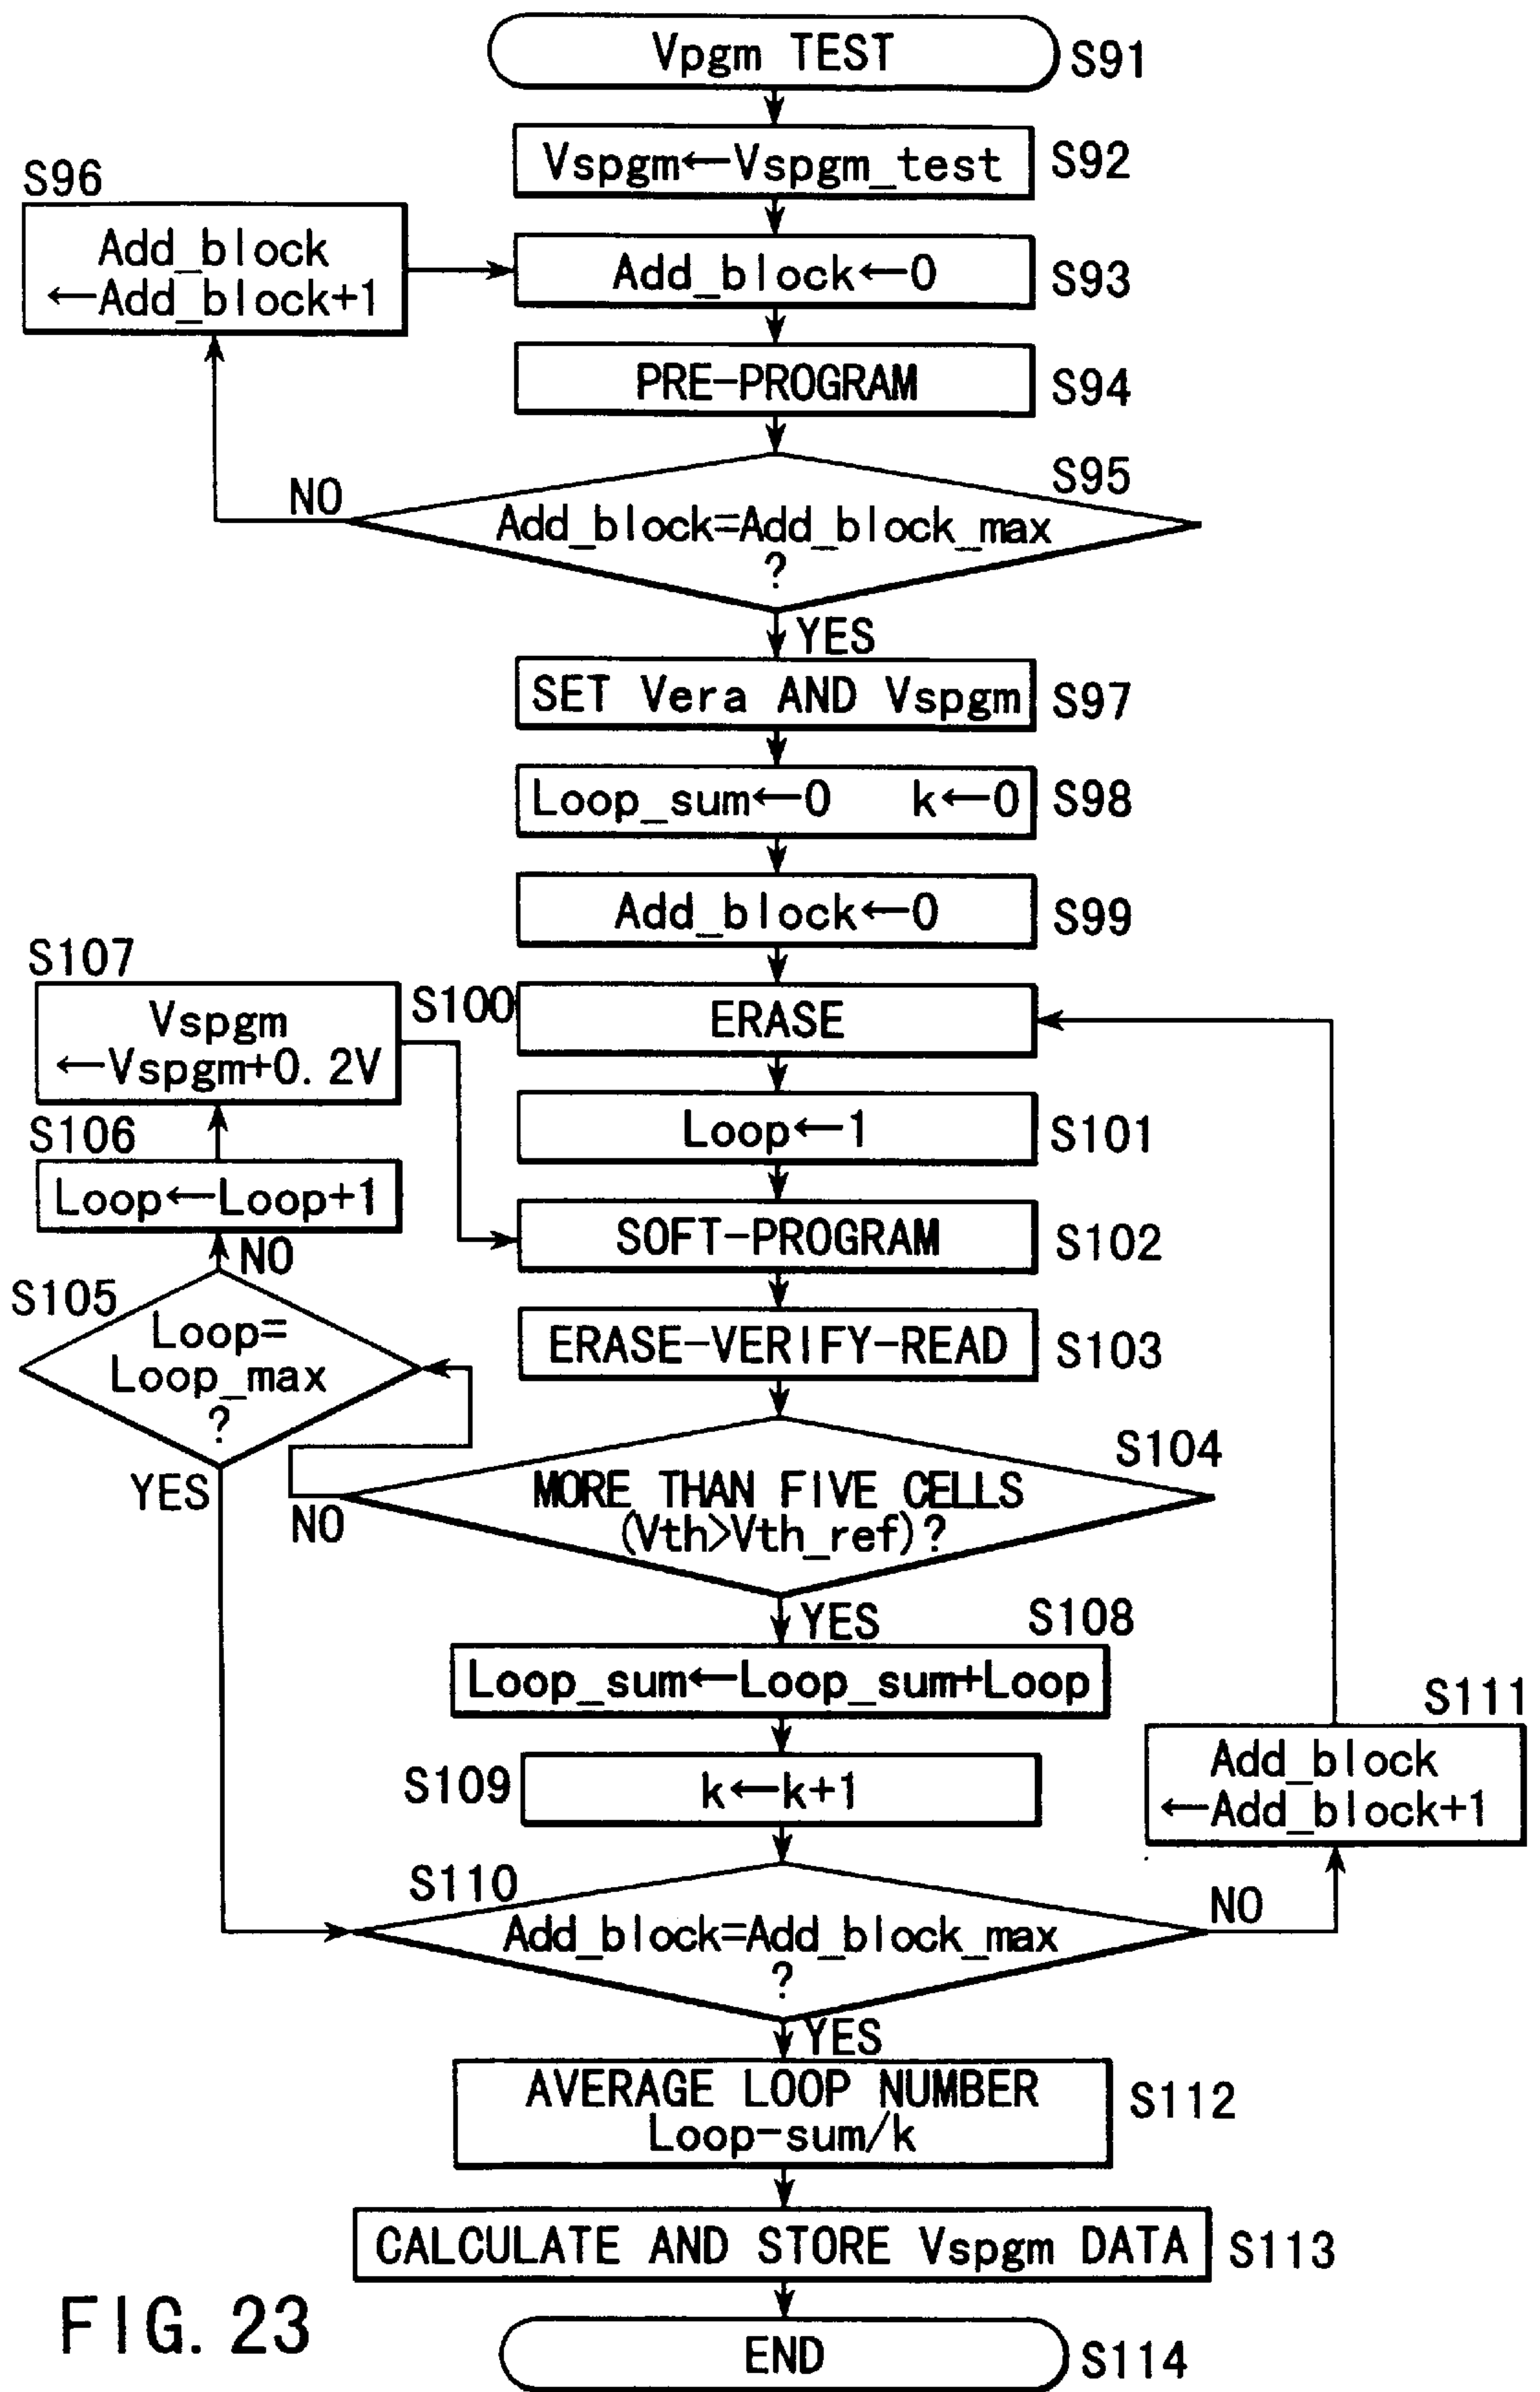 Vpgm TEST
S91
Vspgm←Vspgm_test
S92
S96
Add_block
←Add_block+1
Add_block←0
S93
PRE-PROGRAM
S94
S95
NO
Add_block=Add_block_max
?
YES
SET Vera AND Vspgm
S97
Loop_sum←0 k←0
S98
Add_block←0
S99
S107
Vspgm
←Vspgm+0.2V
S100
ERASE
Loop←1
S101
S106
Loop←Loop+1
SOFT-PROGRAM
S102
NO
S105
Loop=
Loop_max
?
YES
ERASE-VERIFY-READ
S103
S104
MORE THAN FIVE CELLS
(Vth>Vth_ref)?
NO
YES
S108
Loop_sum←Loop_sum+Loop
S111
Add_block
←Add_block+1
S109
k←k+1
S110
NO
Add_block=Add_block_max
?
YES
AVERAGE LOOP NUMBER
Loop-sum/k
S112
CALCULATE AND STORE Vspgm DATA
S113
END
S114
FIG. 23